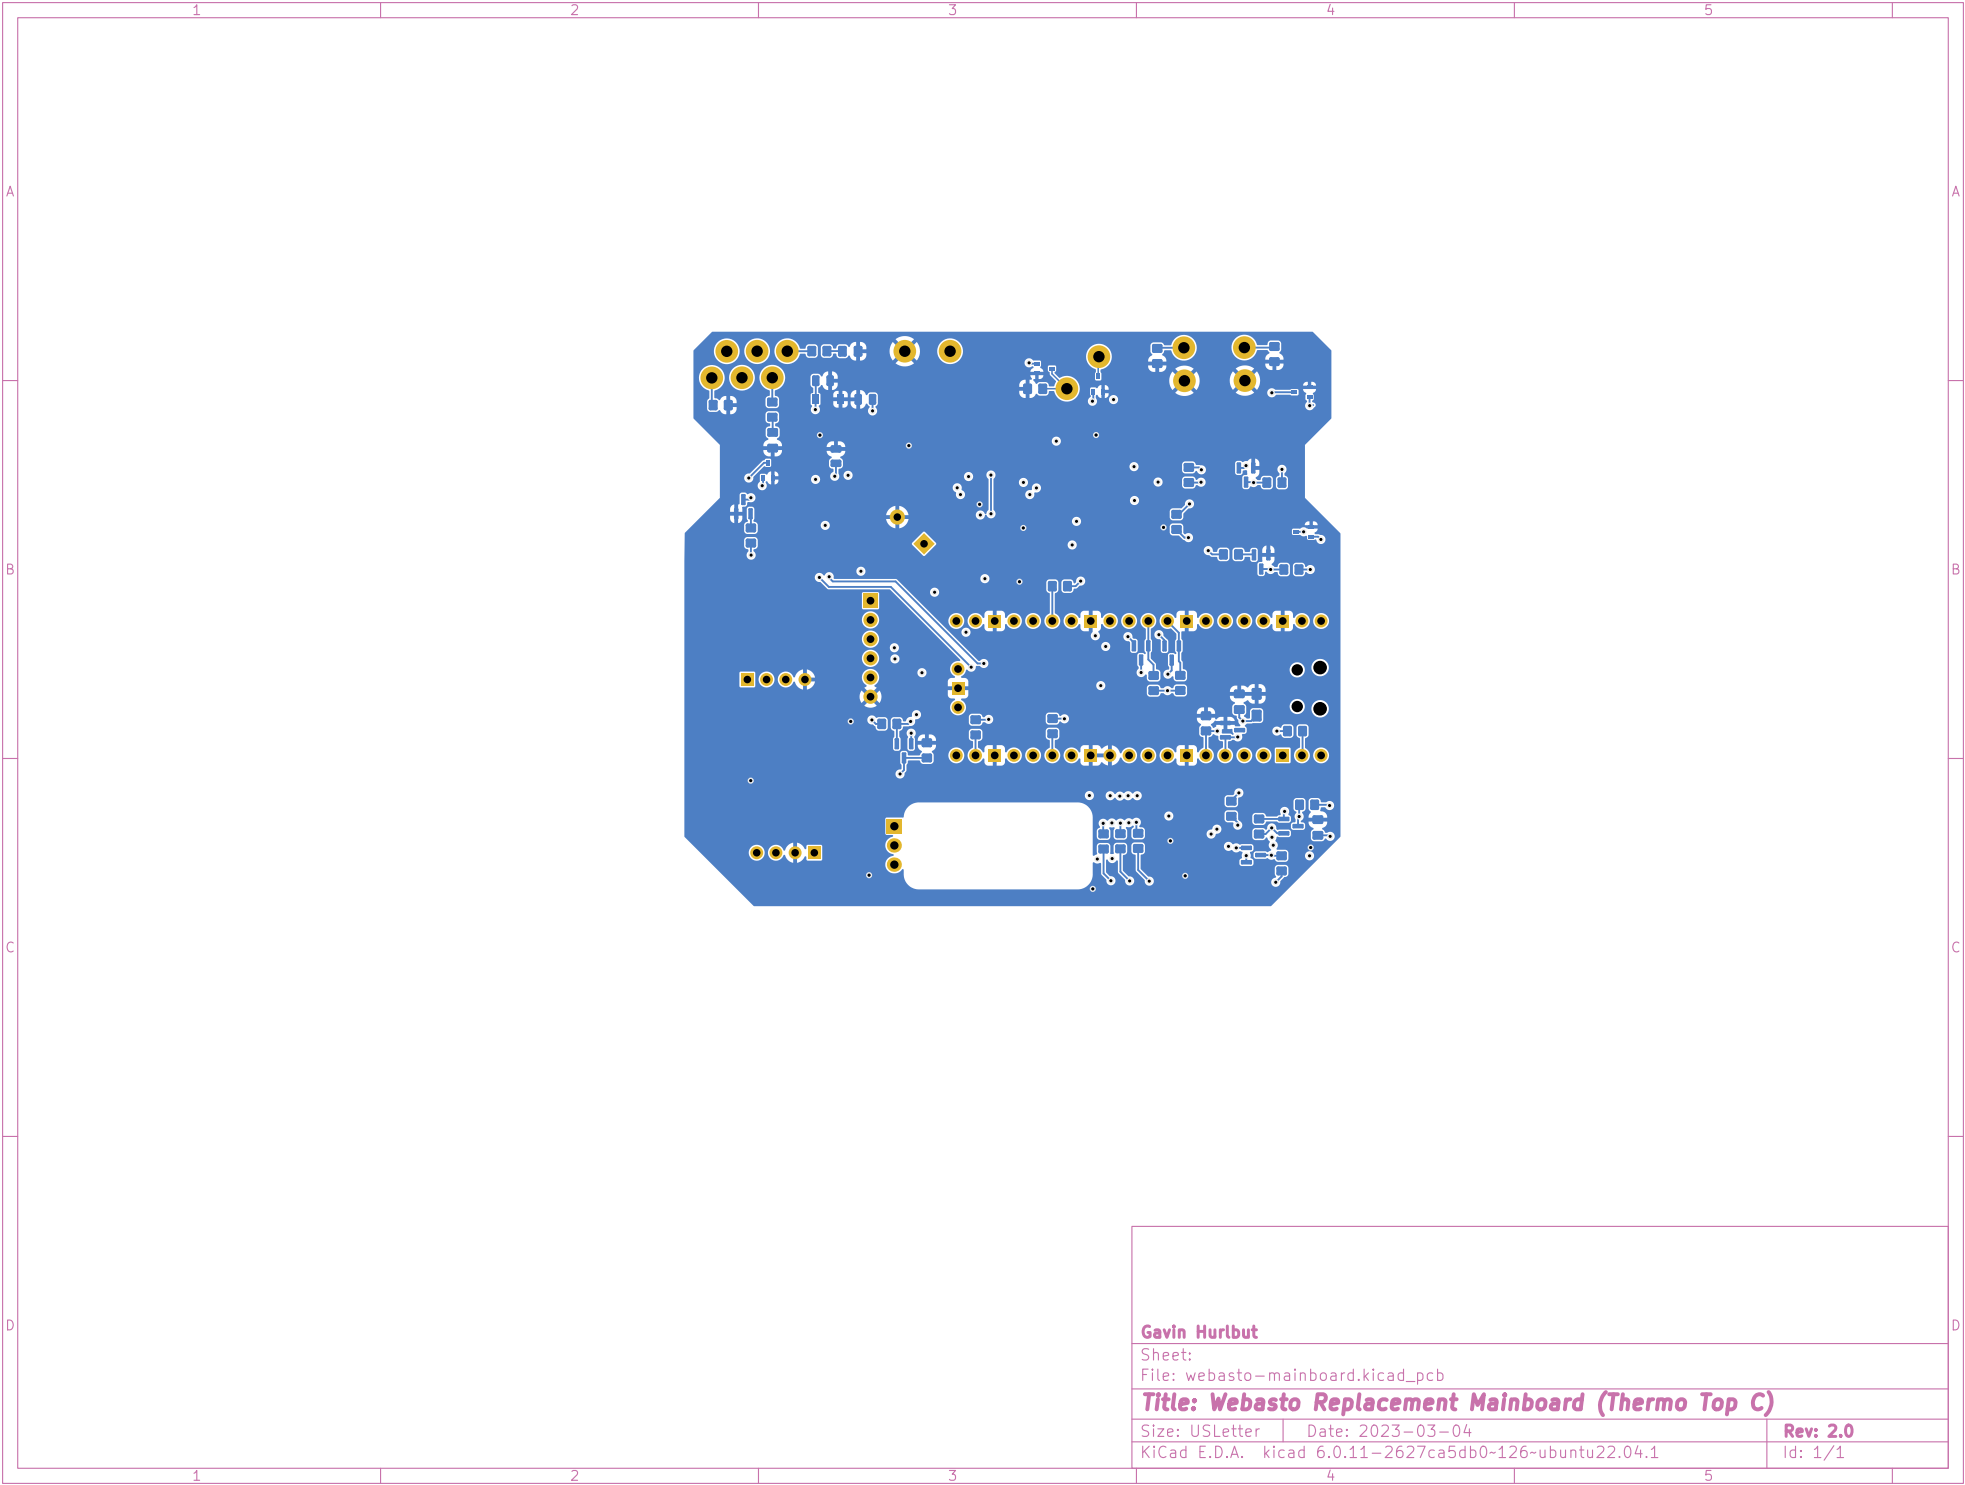 1 2 3 4 5
A A
B B
C C
D D
Gavin Hurlbut
Sheet:
File: webasto-mainboard.kicad_pcb
Title: Webasto Replacement Mainboard (Thermo Top C)
Size: USLetter Date: 2023-03-04 Rev: 2.0
KiCad E.D.A. kicad 6.0.11-2627ca5db0~126~ubuntu22.04.1 Id: 1/1
1 2 3 4 5